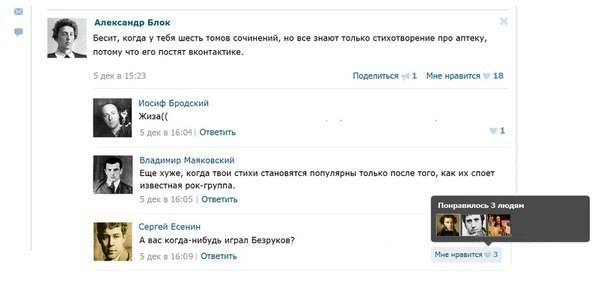 Александр Блок
Бесит, когда у тебя шесть томов сочинений, но все знают только стихотворение про аптеку,
потому что его постят вконтактике.
5 дек в 15:23 Поделиться 1 Мне нравится 18
Иосиф Бродский
Жиза((
5 дек в 16:04 | Ответить 1
Владимир Маяковский
Еще хуже, когда твои стихи становятся популярны только после того, как их споет
известная рок-группа.
5 дек в 16:05 | Ответить
Понравилось 3 людям
Сергей Есенин
А вас когда-нибудь играл Безруков?
5 дек в 16:09 | Ответить Мне нравится 3